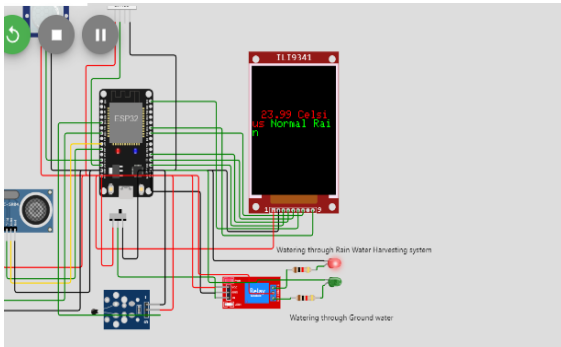 ILI9341
ESP32
23.99 Celsi
us Normal Rai
n
Watering through Rain Water Harvesting system
Relay
Watering through Ground water